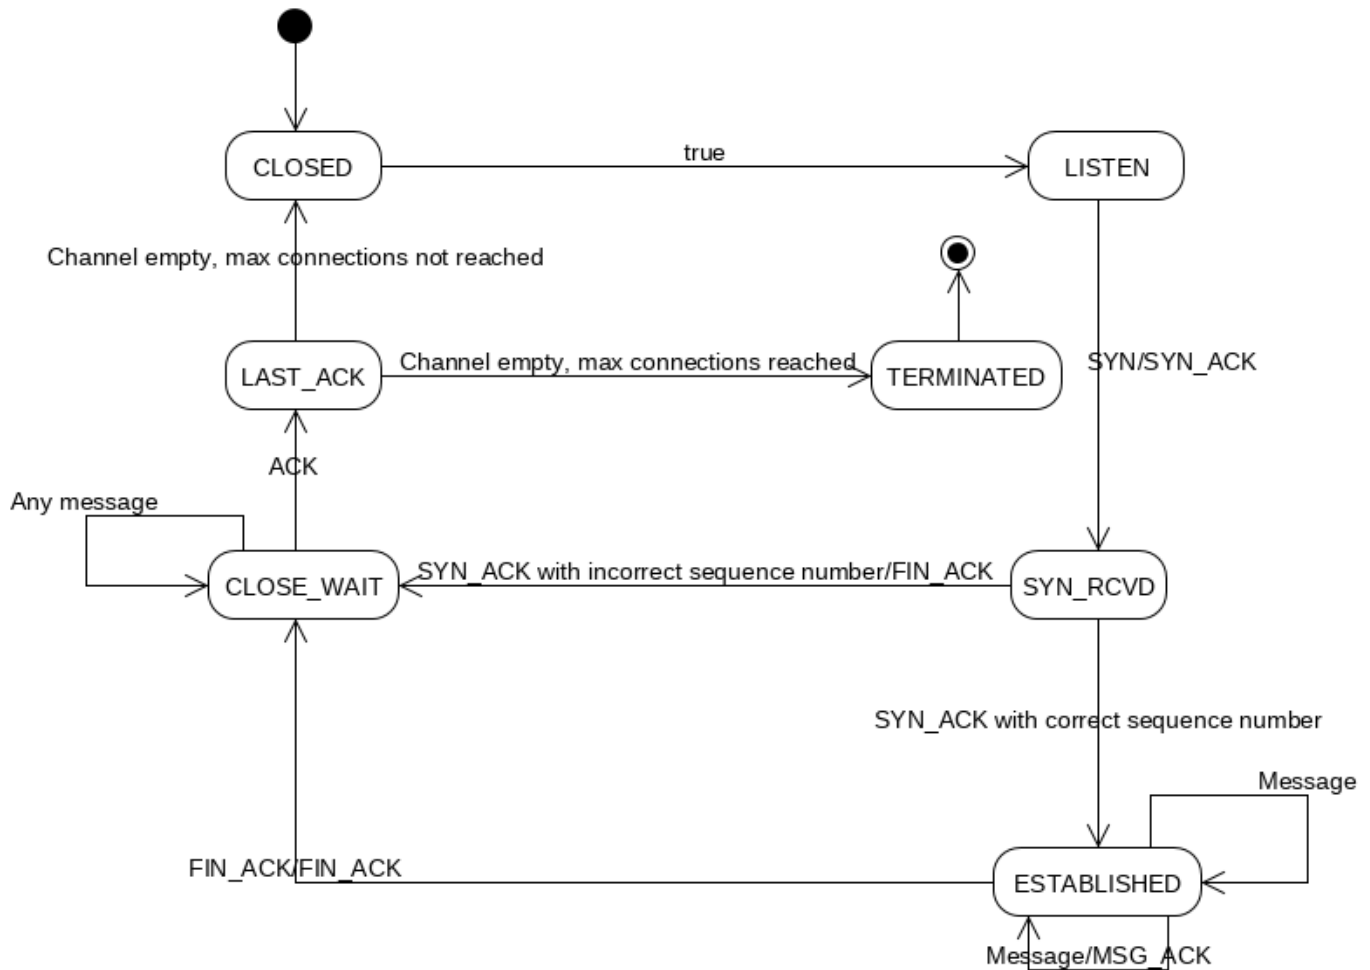 true
CLOSED
LISTEN
Channel empty, max connections not reached
Channel empty, max connections reached
SYN/SYN_ACK
LAST_ACK
TERMINATED
ACK
Any message
SYN_ACK with incorrect sequence number/FIN_ACK
CLOSE_WAIT
SYN_RCVD
SYN_ACK with correct sequence number
Message
FIN_ACK/FIN_ACK
ESTABLISHED
Message/MSG_ACK